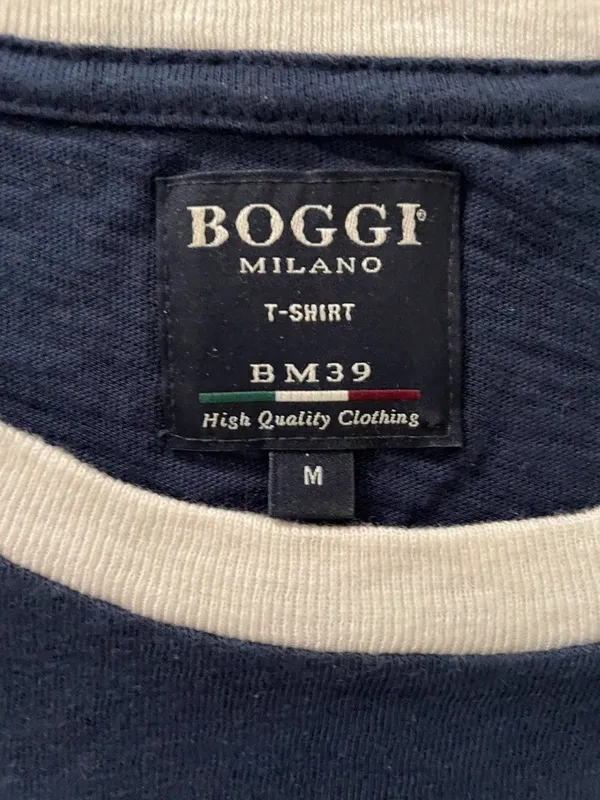 BOGGI®
MILANO
T-SHIRT
BM39
High Quality Clothing
M